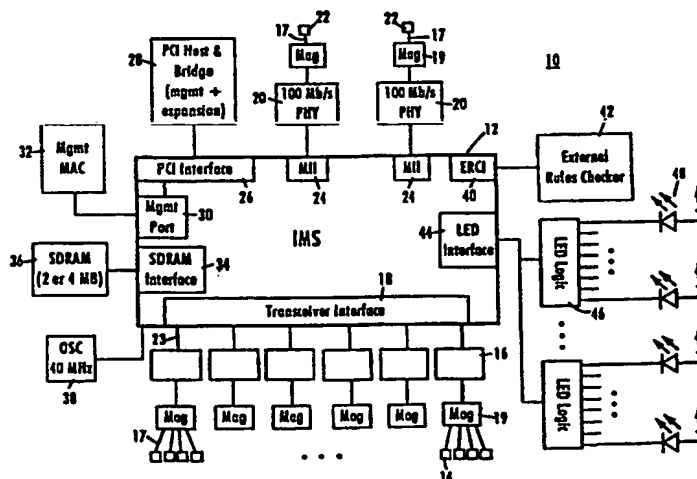 22
17
Mag
19
22
17
Mag
19
10
28
PCI Host &
Bridge
(mgmt +
expansion)
20
100 Mb/s
PHY
100 Mb/s
PHY
20
12
42
External
Rules Checker
32
Mgmt
MAC
PCI Interface
26
MII
24
MII
24
ERCI
40
Mgmt
Port
30
IMS
44
LED
Interface
48
36
SDRAM
(2 or 4 MB)
SDRAM
Interface
34
LED Logic
46
18
Transceiver Interface
OSC
40 MHz
38
23
16
LED Logic
Mag
Mag
Mag
Mag
Mag
Mag
19
17
14